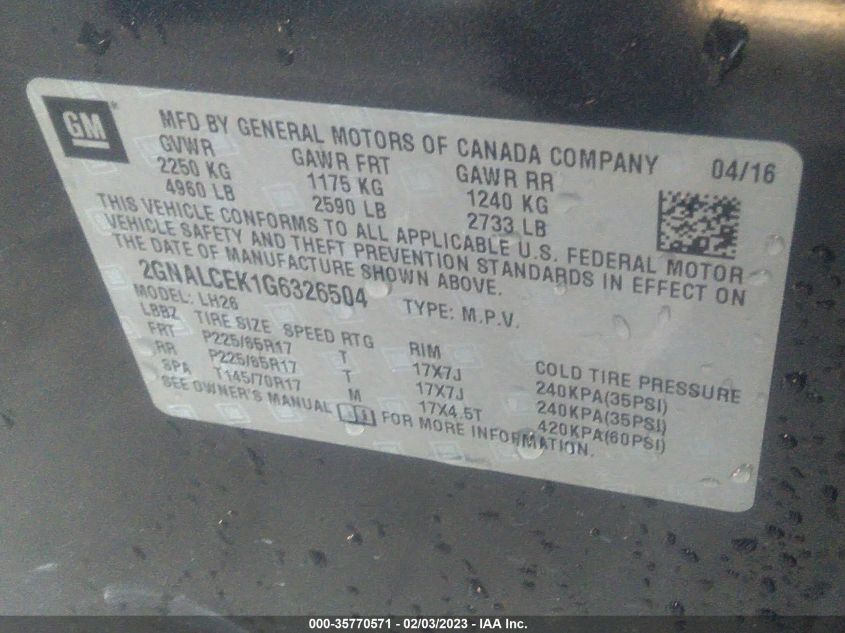 GM
MFD BY GENERAL MOTORS OF CANADA COMPANY 04/16
GVWR GAWR FRT GAWR RR
2250 KG 1175 KG 1240 KG
4960 LB 2590 LB 2733 LB
THIS VEHICLE CONFORMS TO ALL APPLICABLE U.S. FEDERAL MOTOR
VEHICLE SAFETY AND THEFT PREVENTION STANDARDS IN EFFECT ON
THE DATE OF MANUFACTURE SHOWN ABOVE.
2GNALCEK1G6326504 TYPE: M.P.V.
MODEL: LH26
LBBZ TIRE SIZE SPEED RTG RIM COLD TIRE PRESSURE
FRT P225/65R17 T 17X7J 240KPA(35PSI)
RR P225/65R17 T 17X7J 240KPA(35PSI)
SPA T145/70R17 M 17X4.5T 420KPA(60PSI)
SEE OWNER'S MANUAL FOR MORE INFORMATION.
000-35770571 — 02/03/2023 — IAA Inc.